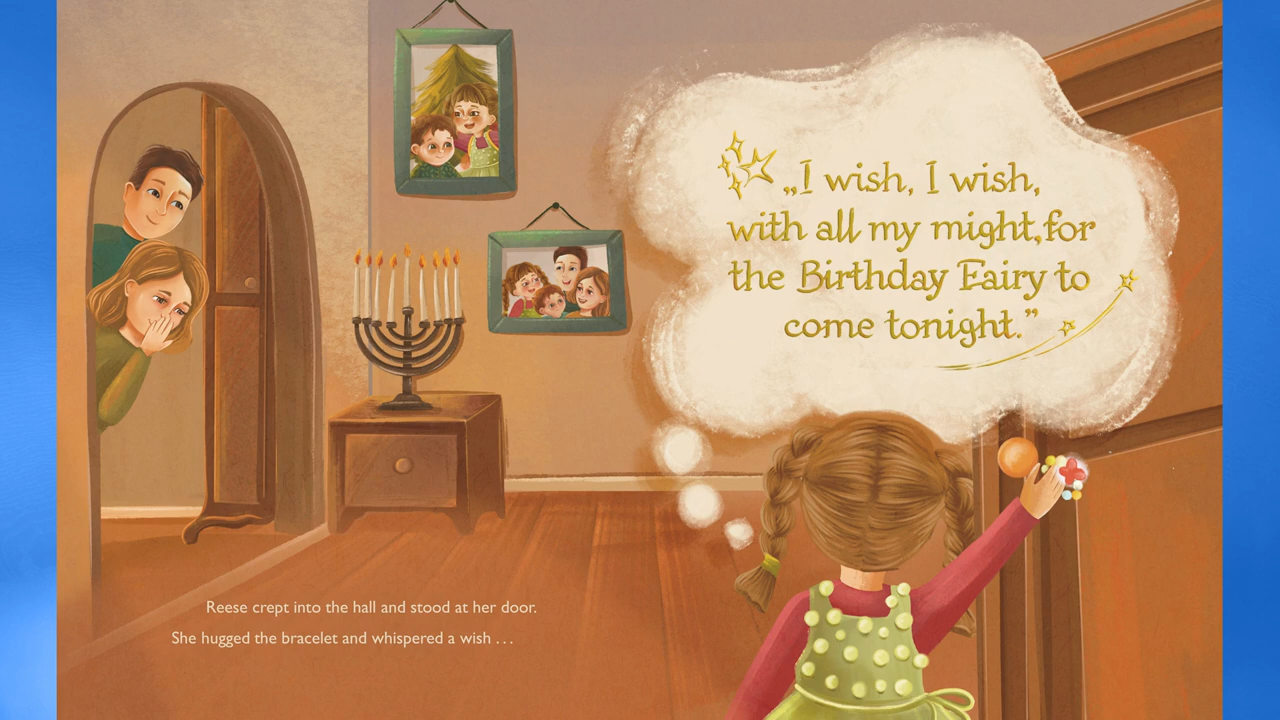 „I wish, I wish,
with all my might,for
the Birthday Fairy to
come tonight.”
Reese crept into the hall and stood at her door.
She hugged the bracelet and whispered a wish . . .